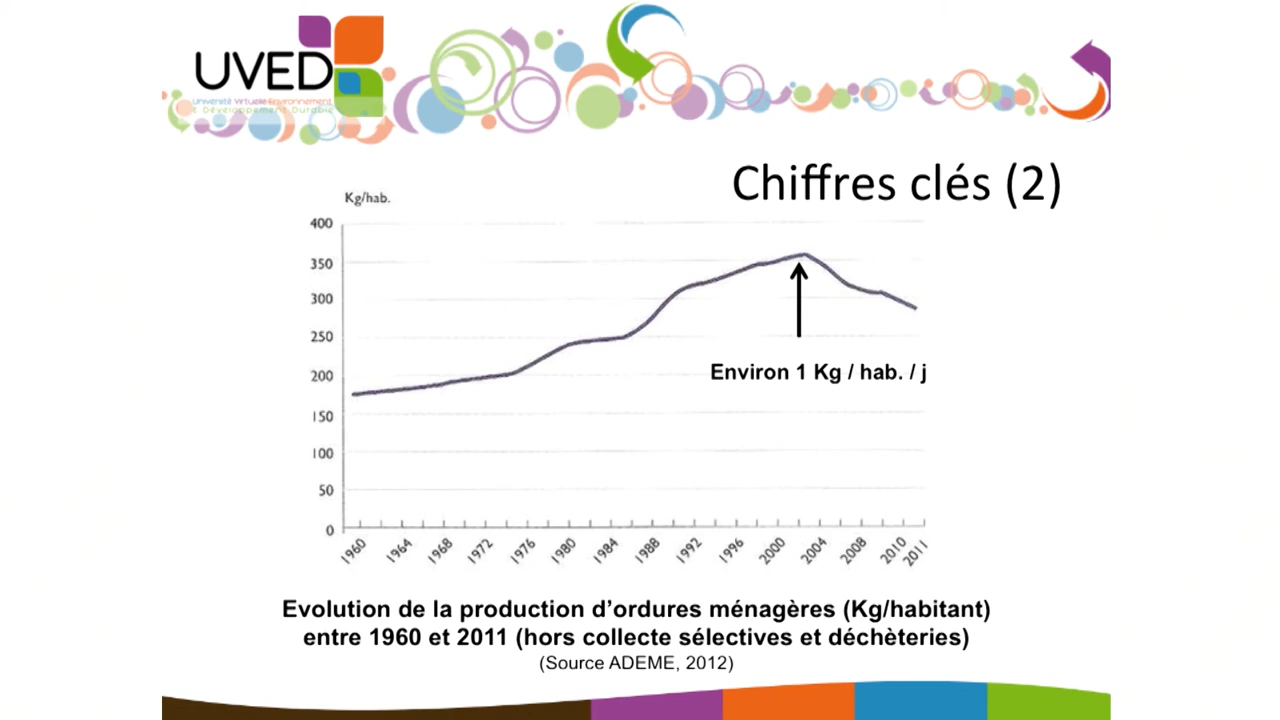 UVED
Université Virtuelle Environnement
& Développement Durable
Chiffres clés (2)
Kg/hab.
400
350
300
250
200
150
100
50
0
Environ 1 Kg / hab. / j
1960 1964 1968 1972 1976 1980 1984 1988 1992 1996 2000 2004 2008 2010 2011
Evolution de la production d’ordures ménagères (Kg/habitant)
entre 1960 et 2011 (hors collecte sélectives et déchèteries)
(Source ADEME, 2012)